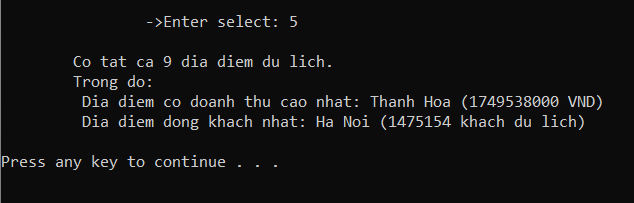 ->Enter select: 5
Co tat ca 9 dia diem du lich.
Trong do:
Dia diem co doanh thu cao nhat: Thanh Hoa (1749538000 VND)
Dia diem dong khach nhat: Ha Noi (1475154 khach du lich)
Press any key to continue . . .